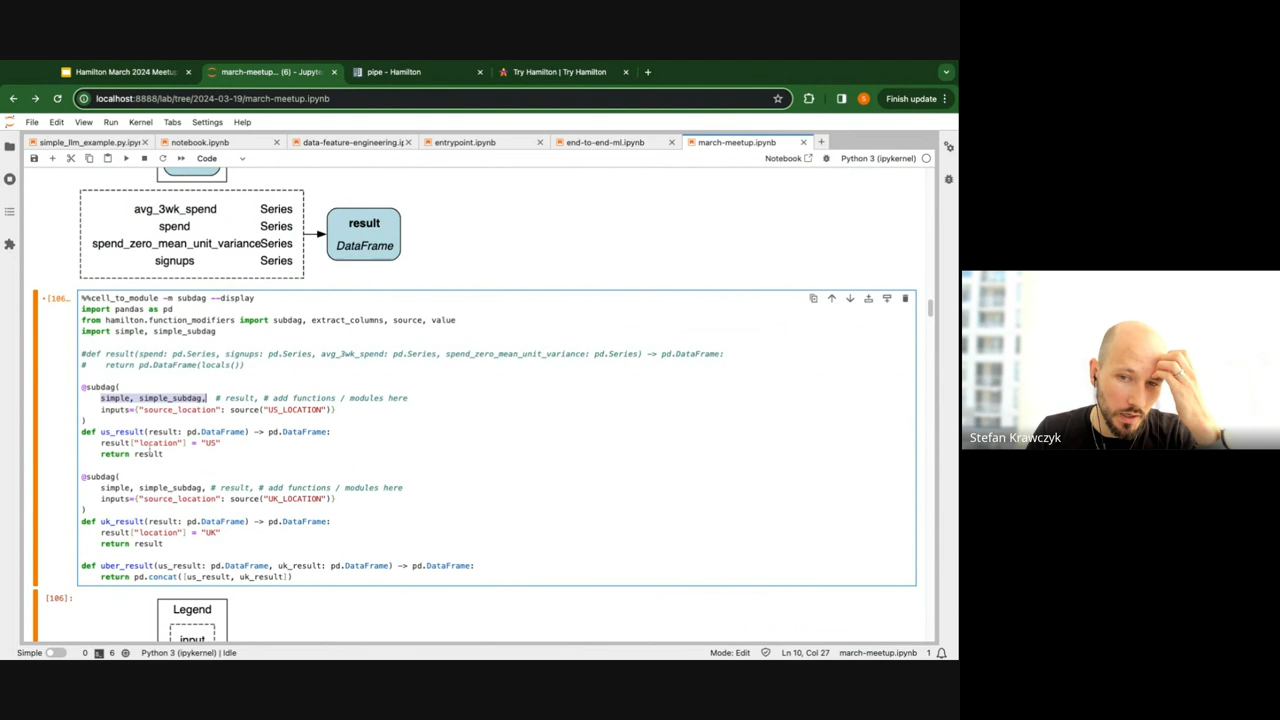 Hamilton March 2024 Meetup
march-meetup... (6) - Jupyte
pipe - Hamilton
Try Hamilton | Try Hamilton
localhost:8888/lab/tree/2024-03-19/march-meetup.ipynb
S
Finish update
File Edit View Run Kernel Tabs Settings Help
simple_llm_example.py.ipyn
notebook.ipynb
data-feature-engineering.ip
entrypoint.ipynb
end-to-end-ml.ipynb
march-meetup.ipynb
Code
Notebook
Python 3 (ipykernel)
avg_3wk_spend Series
spend Series
spend_zero_mean_unit_variance Series
signups Series
result
DataFrame
[106...
%%cell_to_module -m subdag --display
import pandas as pd
from hamilton.function_modifiers import subdag, extract_columns, source, value
import simple, simple_subdag
#def result(spend: pd.Series, signups: pd.Series, avg_3wk_spend: pd.Series, spend_zero_mean_unit_variance: pd.Series) -> pd.DataFrame:
#    return pd.DataFrame(locals())
@subdag(
    simple, simple_subdag, # result, # add functions / modules here
    inputs={"source_location": source("US_LOCATION")}
)
def us_result(result: pd.DataFrame) -> pd.DataFrame:
    result["location"] = "US"
    return result
@subdag(
    simple, simple_subdag, # result, # add functions / modules here
    inputs={"source_location": source("UK_LOCATION")}
)
def uk_result(result: pd.DataFrame) -> pd.DataFrame:
    result["location"] = "UK"
    return result
def uber_result(us_result: pd.DataFrame, uk_result: pd.DataFrame) -> pd.DataFrame:
    return pd.concat([us_result, uk_result])
[106]:
Legend
input
Simple 0 6 Python 3 (ipykernel) | Idle
Mode: Edit Ln 10, Col 27 march-meetup.ipynb 1
Stefan Krawczyk